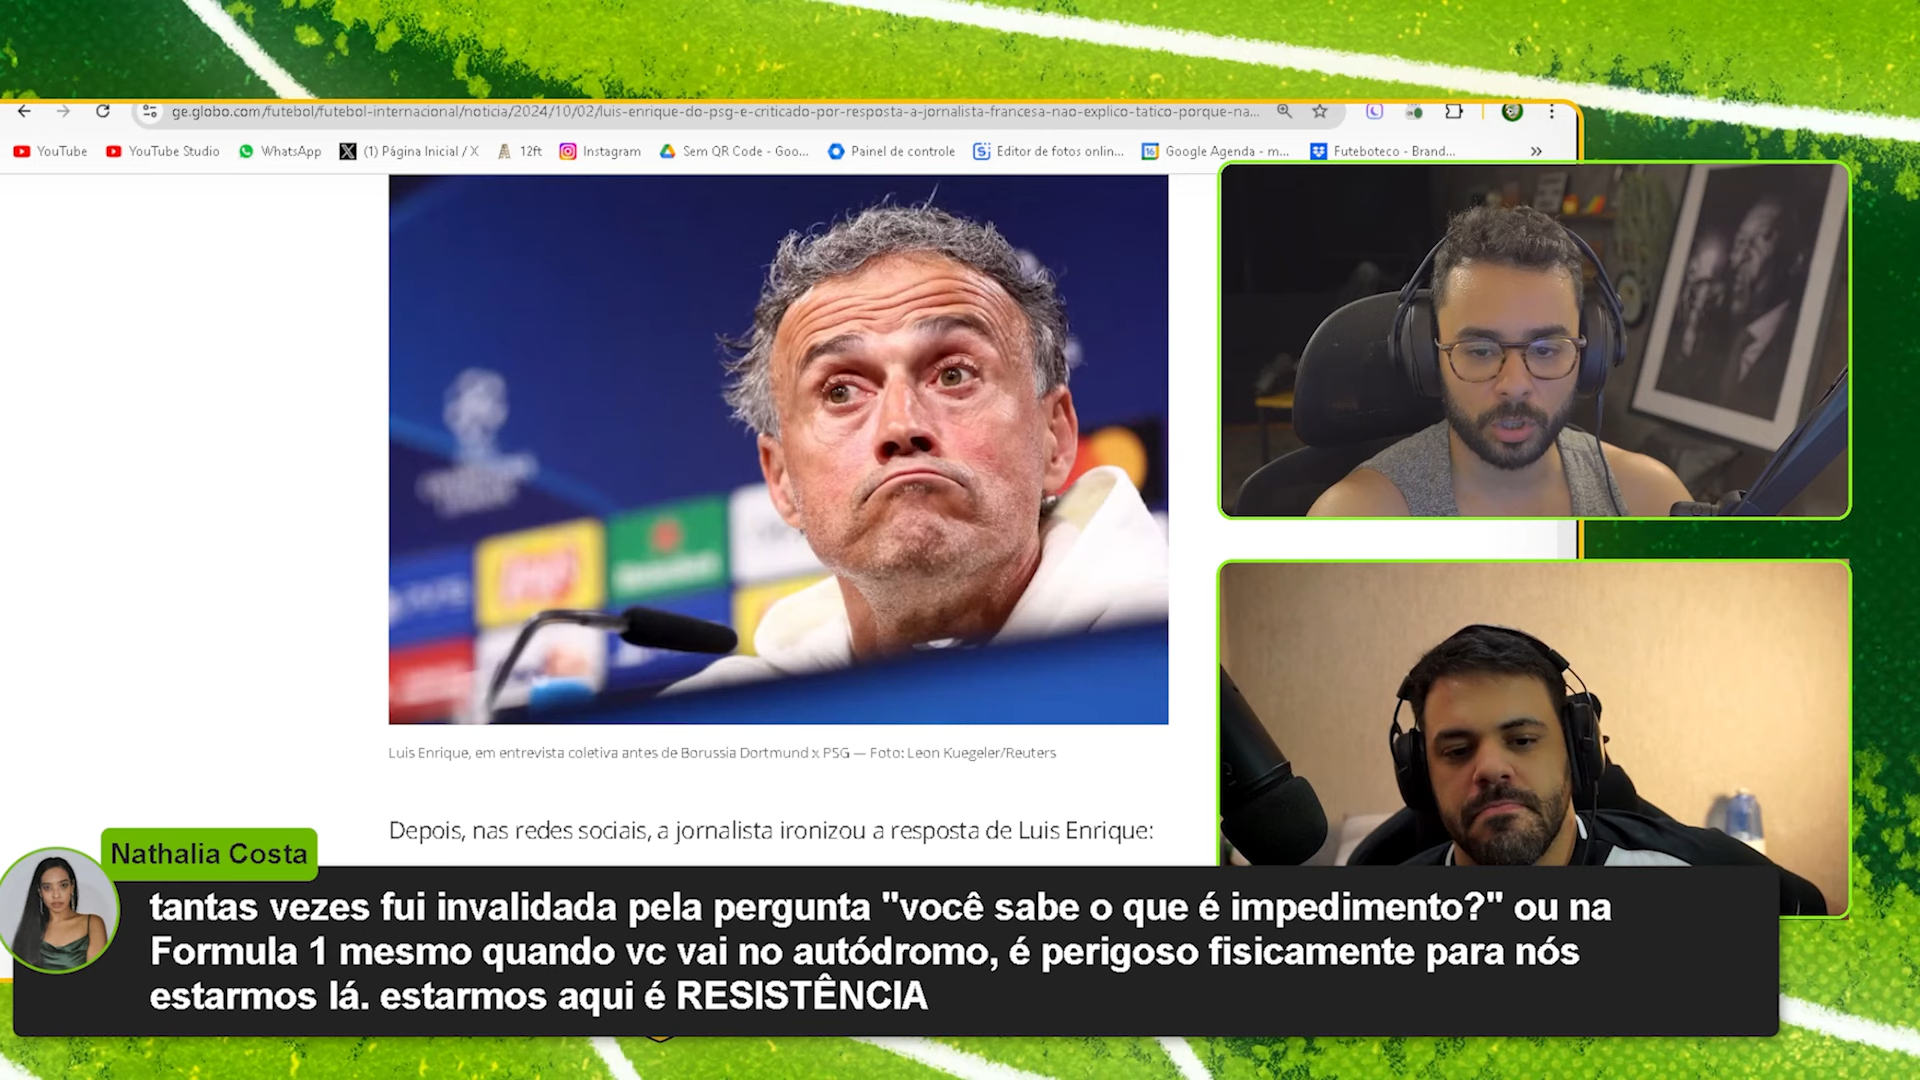 ge.globo.com/futebol/futebol-internacional/noticia/2024/10/02/luis-enrique-do-psg-e-criticado-por-resposta-a-jornalista-francesa-nao-explico-tatico-porque-na...
YouTube YouTube Studio WhatsApp (1) Página Inicial / X 12ft Instagram Sem QR Code - Goo... Painel de controle Editor de fotos onlin... Google Agenda - m... Futeboteco - Brand... »
Luis Enrique, em entrevista coletiva antes de Borussia Dortmund x PSG — Foto: Leon Kuegeler/Reuters
Depois, nas redes sociais, a jornalista ironizou a resposta de Luis Enrique:
Nathalia Costa
tantas vezes fui invalidada pela pergunta "você sabe o que é impedimento?" ou na
Formula 1 mesmo quando vc vai no autódromo, é perigoso fisicamente para nós
estarmos lá. estarmos aqui é RESISTÊNCIA